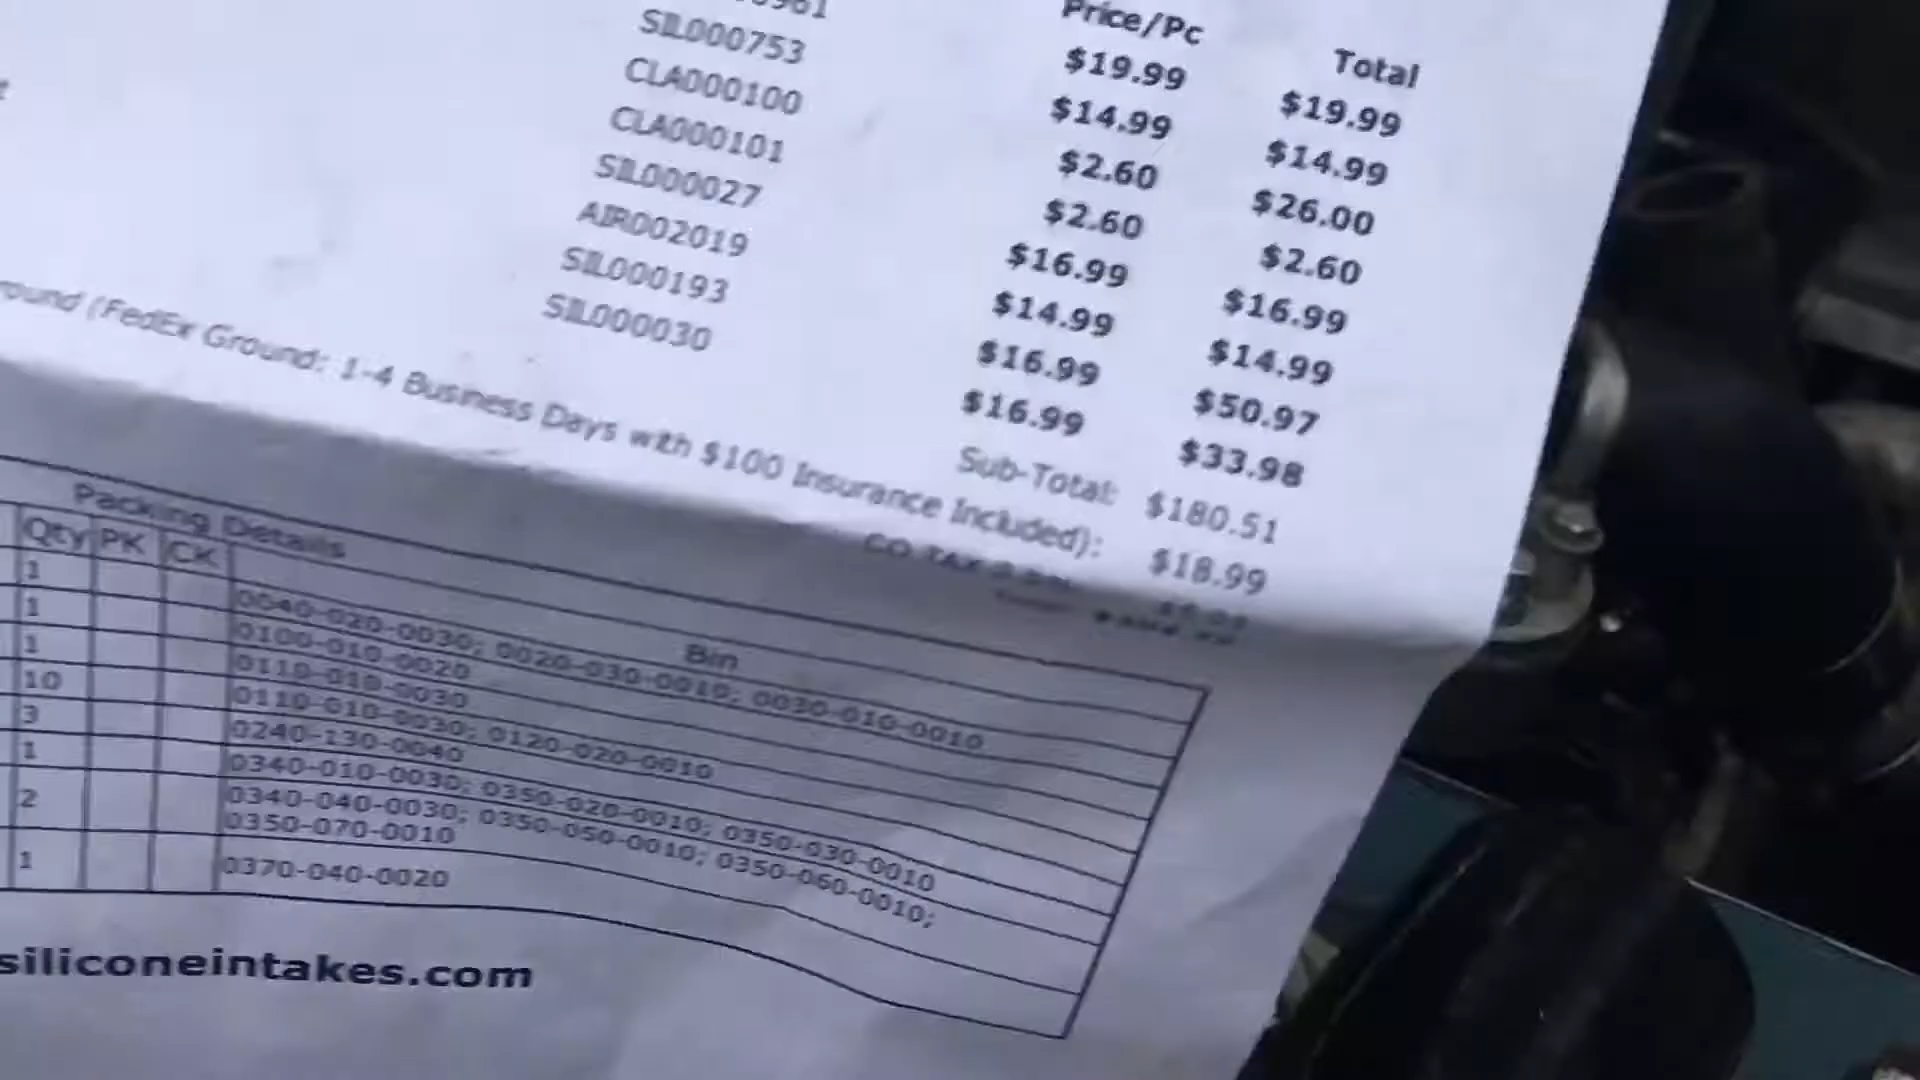 Price/Pc Total
$19.99 $19.99
SIL000753 $14.99 $14.99
CLA000100 $2.60 $26.00
CLA000101 $2.60 $2.60
SIL000027 $16.99 $16.99
AIR002019 $14.99 $14.99
SIL000193 $16.99 $50.97
SIL000030 $16.99 $33.98
Sub-Total: $180.51
(FedEx Ground: 1-4 Business Days with $100 Insurance Included): $18.99
CO TAX
Packing Details
Qty PK CK Bin
1 0040-020-0030; 0020-030-0010; 0030-010-0010
1 0100-010-0020
1 0110-010-0030
10 0110-010-0030; 0120-020-0010
3 0240-130-0040
1 0340-010-0030; 0350-020-0010; 0350-030-0010
2 0340-040-0030; 0350-050-0010; 0350-060-0010;
0350-070-0010
1 0370-040-0020
siliconeintakes.com